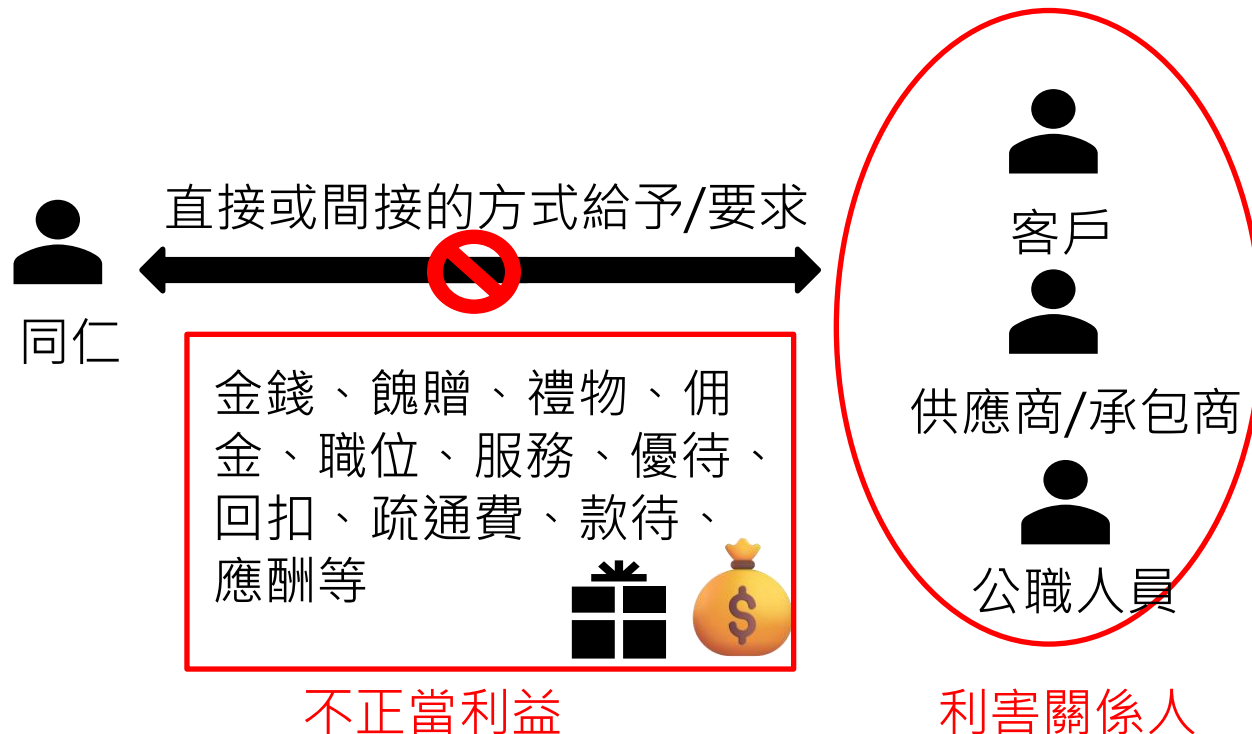 直接或間接的方式給予/要求
同仁
金錢、餽贈、禮物、佣
金、職位、服務、優待、
回扣、疏通費、款待、
應酬等
$
不正當利益
客戶
供應商/承包商
公職人員
利害關係人